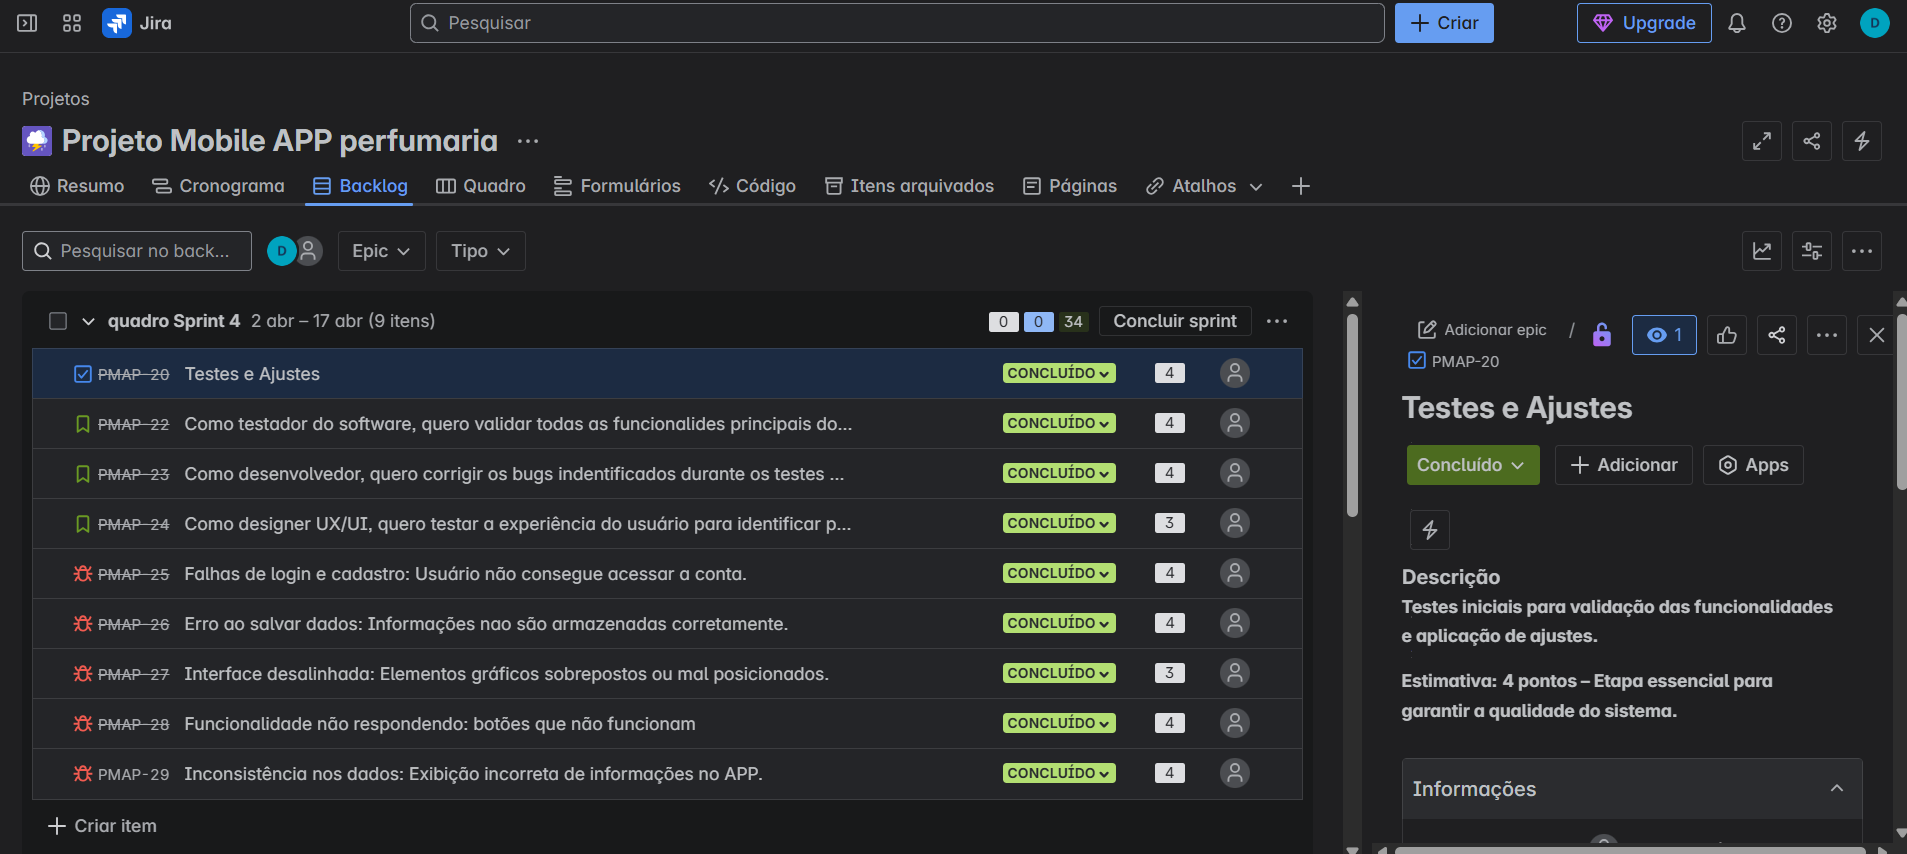 Jira
Pesquisar
Criar
Upgrade
D
Projetos
Projeto Mobile APP perfumaria
Resumo
Cronograma
Backlog
Quadro
Formulários
Código
Itens arquivados
Páginas
Atalhos
Pesquisar no back...
D
Epic
Tipo
quadro Sprint 4 2 abr – 17 abr (9 itens)
0 0 34
Concluir sprint
PMAP-20 Testes e Ajustes CONCLUÍDO 4
PMAP-22 Como testador do software, quero validar todas as funcionalides principais do... CONCLUÍDO 4
PMAP-23 Como desenvolvedor, quero corrigir os bugs indentificados durante os testes ... CONCLUÍDO 4
PMAP-24 Como designer UX/UI, quero testar a experiência do usuário para identificar p... CONCLUÍDO 3
PMAP-25 Falhas de login e cadastro: Usuário não consegue acessar a conta. CONCLUÍDO 4
PMAP-26 Erro ao salvar dados: Informações nao são armazenadas corretamente. CONCLUÍDO 4
PMAP-27 Interface desalinhada: Elementos gráficos sobrepostos ou mal posicionados. CONCLUÍDO 3
PMAP-28 Funcionalidade não respondendo: botões que não funcionam CONCLUÍDO 4
PMAP-29 Inconsistência nos dados: Exibição incorreta de informações no APP. CONCLUÍDO 4
Criar item
Adicionar epic /
PMAP-20
1
Testes e Ajustes
Concluído
Adicionar
Apps
Descrição
Testes iniciais para validação das funcionalidades
e aplicação de ajustes.
Estimativa: 4 pontos – Etapa essencial para
garantir a qualidade do sistema.
Informações